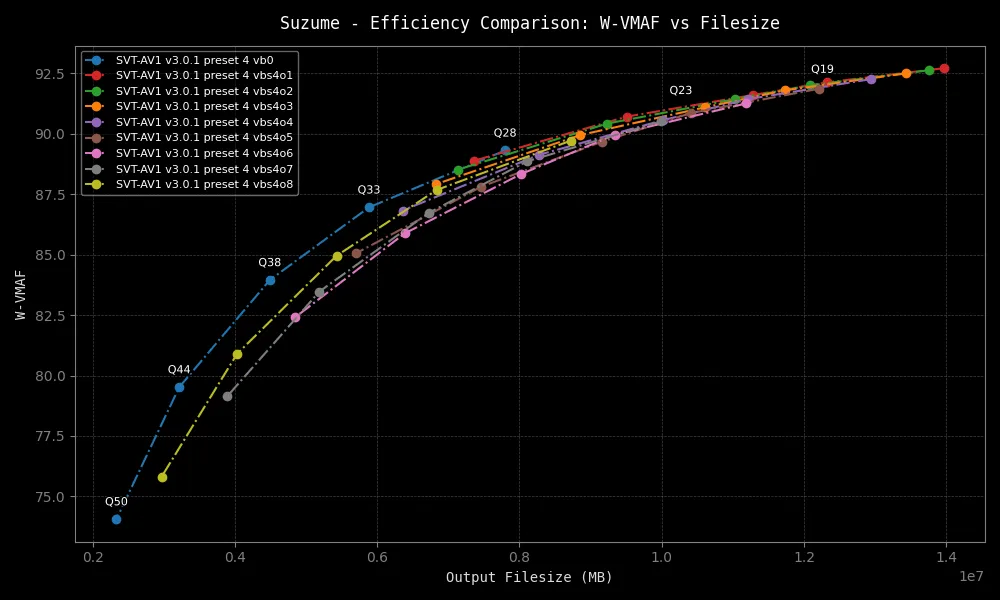 Suzume - Efficiency Comparison: W-VMAF vs Filesize
SVT-AV1 v3.0.1 preset 4 vb0
SVT-AV1 v3.0.1 preset 4 vbs4o1
SVT-AV1 v3.0.1 preset 4 vbs4o2
SVT-AV1 v3.0.1 preset 4 vbs4o3
SVT-AV1 v3.0.1 preset 4 vbs4o4
SVT-AV1 v3.0.1 preset 4 vbs4o5
SVT-AV1 v3.0.1 preset 4 vbs4o6
SVT-AV1 v3.0.1 preset 4 vbs4o7
SVT-AV1 v3.0.1 preset 4 vbs4o8
Q19
Q23
Q28
Q33
Q38
Q44
Q50
W-VMAF
92.5
90.0
87.5
85.0
82.5
80.0
77.5
75.0
0.2 0.4 0.6 0.8 1.0 1.2 1.4
1e7
Output Filesize (MB)